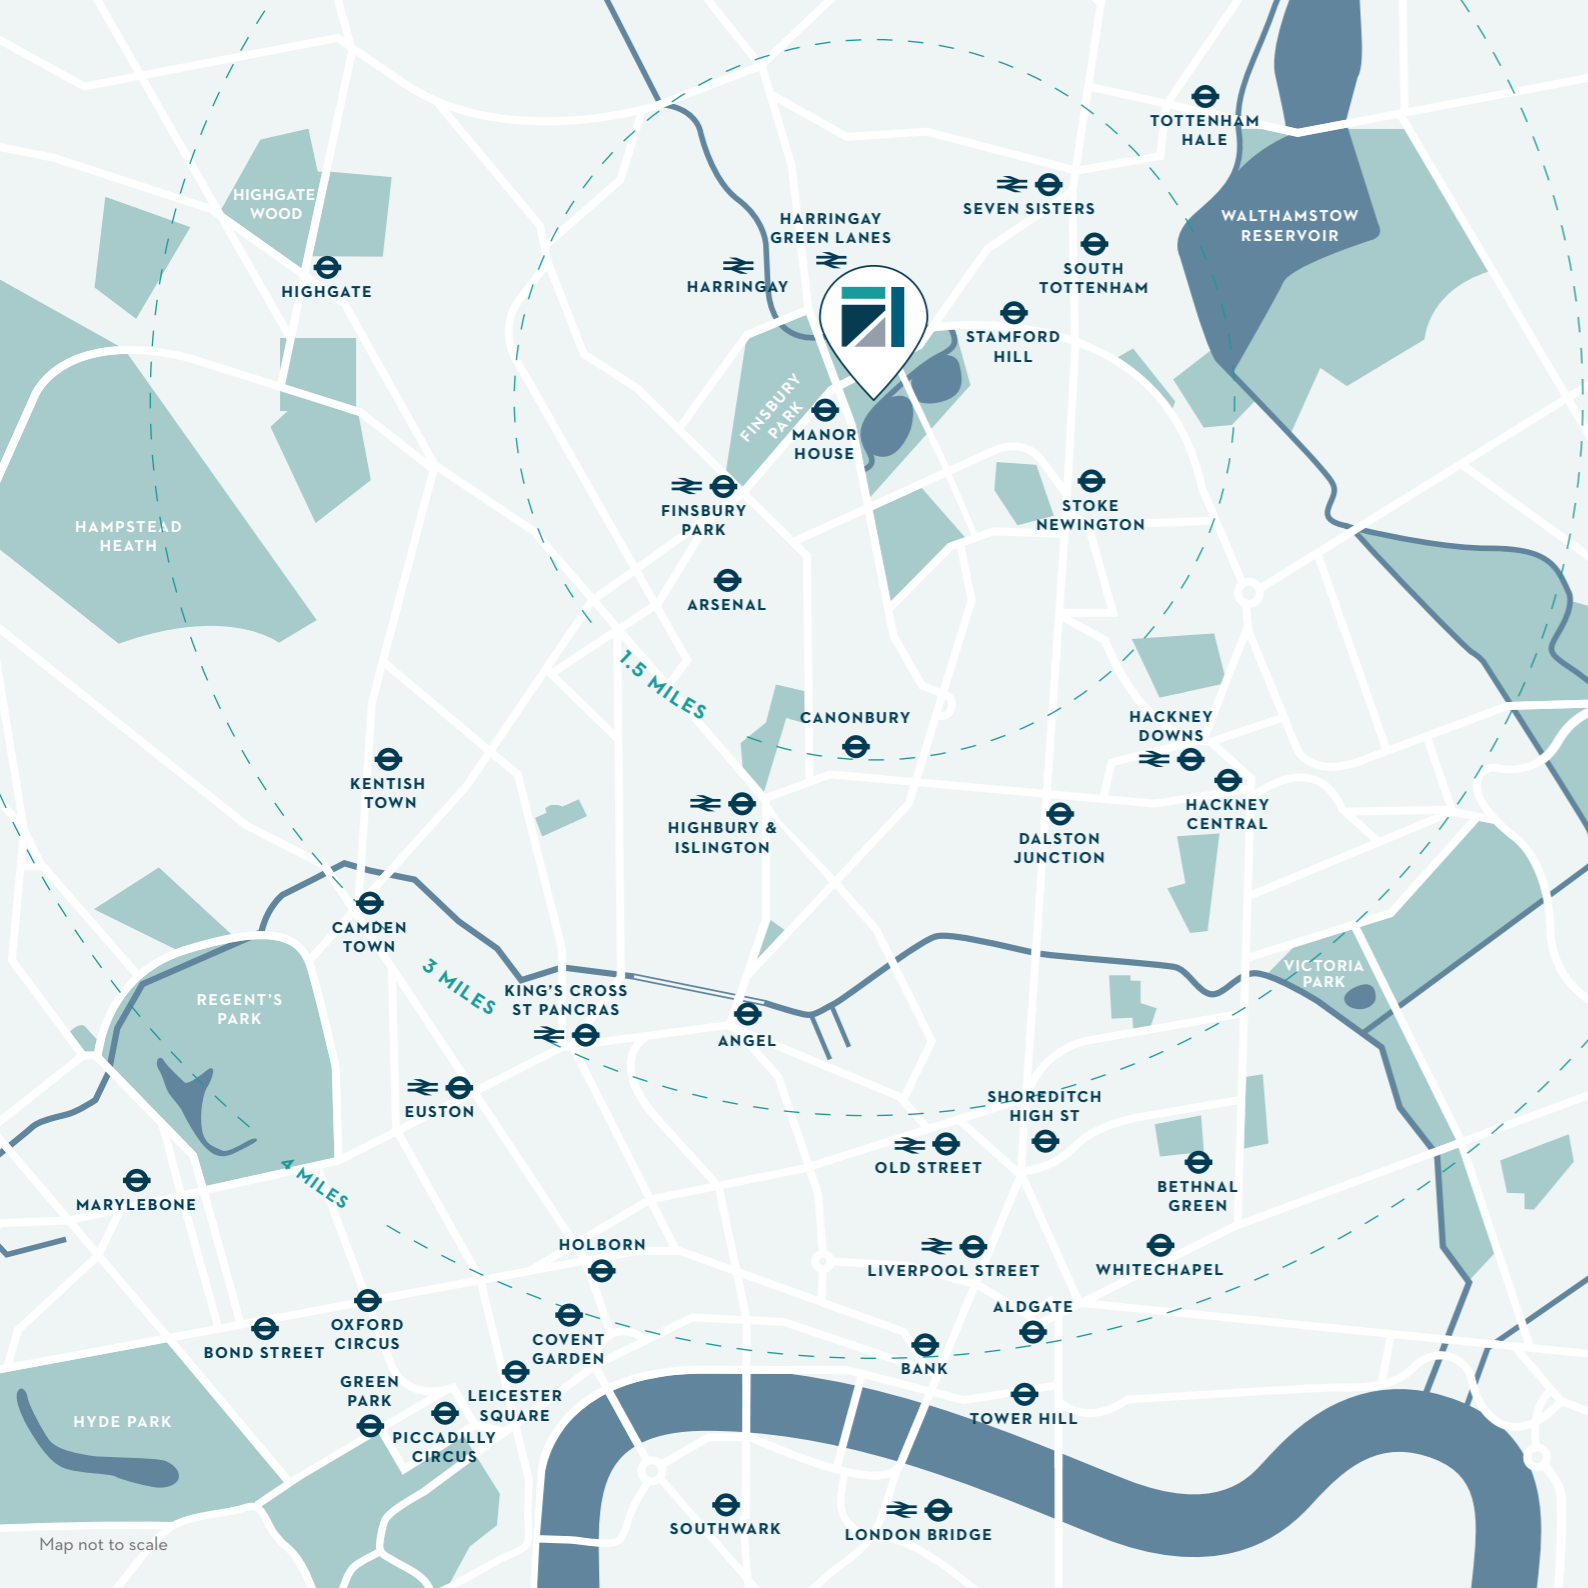 TOTTENHAM
HALE
SEVEN SISTERS
HIGHGATE
WOOD
HARRINGAY
GREEN LANES
WALTHAMSTOW
RESERVOIR
HIGHGATE
HARRINGAY
SOUTH
TOTTENHAM
STAMFORD
HILL
FINSBURY
PARK
MANOR
HOUSE
FINSBURY
PARK
STOKE
NEWINGTON
HAMPSTEAD
HEATH
ARSENAL
1.5 MILES
CANONBURY
HACKNEY
DOWNS
KENTISH
TOWN
HIGHBURY &
ISLINGTON
DALSTON
JUNCTION
HACKNEY
CENTRAL
CAMDEN
TOWN
3 MILES
VICTORIA
PARK
REGENT'S
PARK
KING'S CROSS
ST PANCRAS
ANGEL
EUSTON
SHOREDITCH
HIGH ST
OLD STREET
4 MILES
MARYLEBONE
BETHNAL
GREEN
HOLBORN
LIVERPOOL STREET
WHITECHAPEL
ALDGATE
OXFORD
CIRCUS
BOND STREET
COVENT
GARDEN
BANK
GREEN
PARK
LEICESTER
SQUARE
TOWER HILL
HYDE PARK
PICCADILLY
CIRCUS
SOUTHWARK
LONDON BRIDGE
Map not to scale